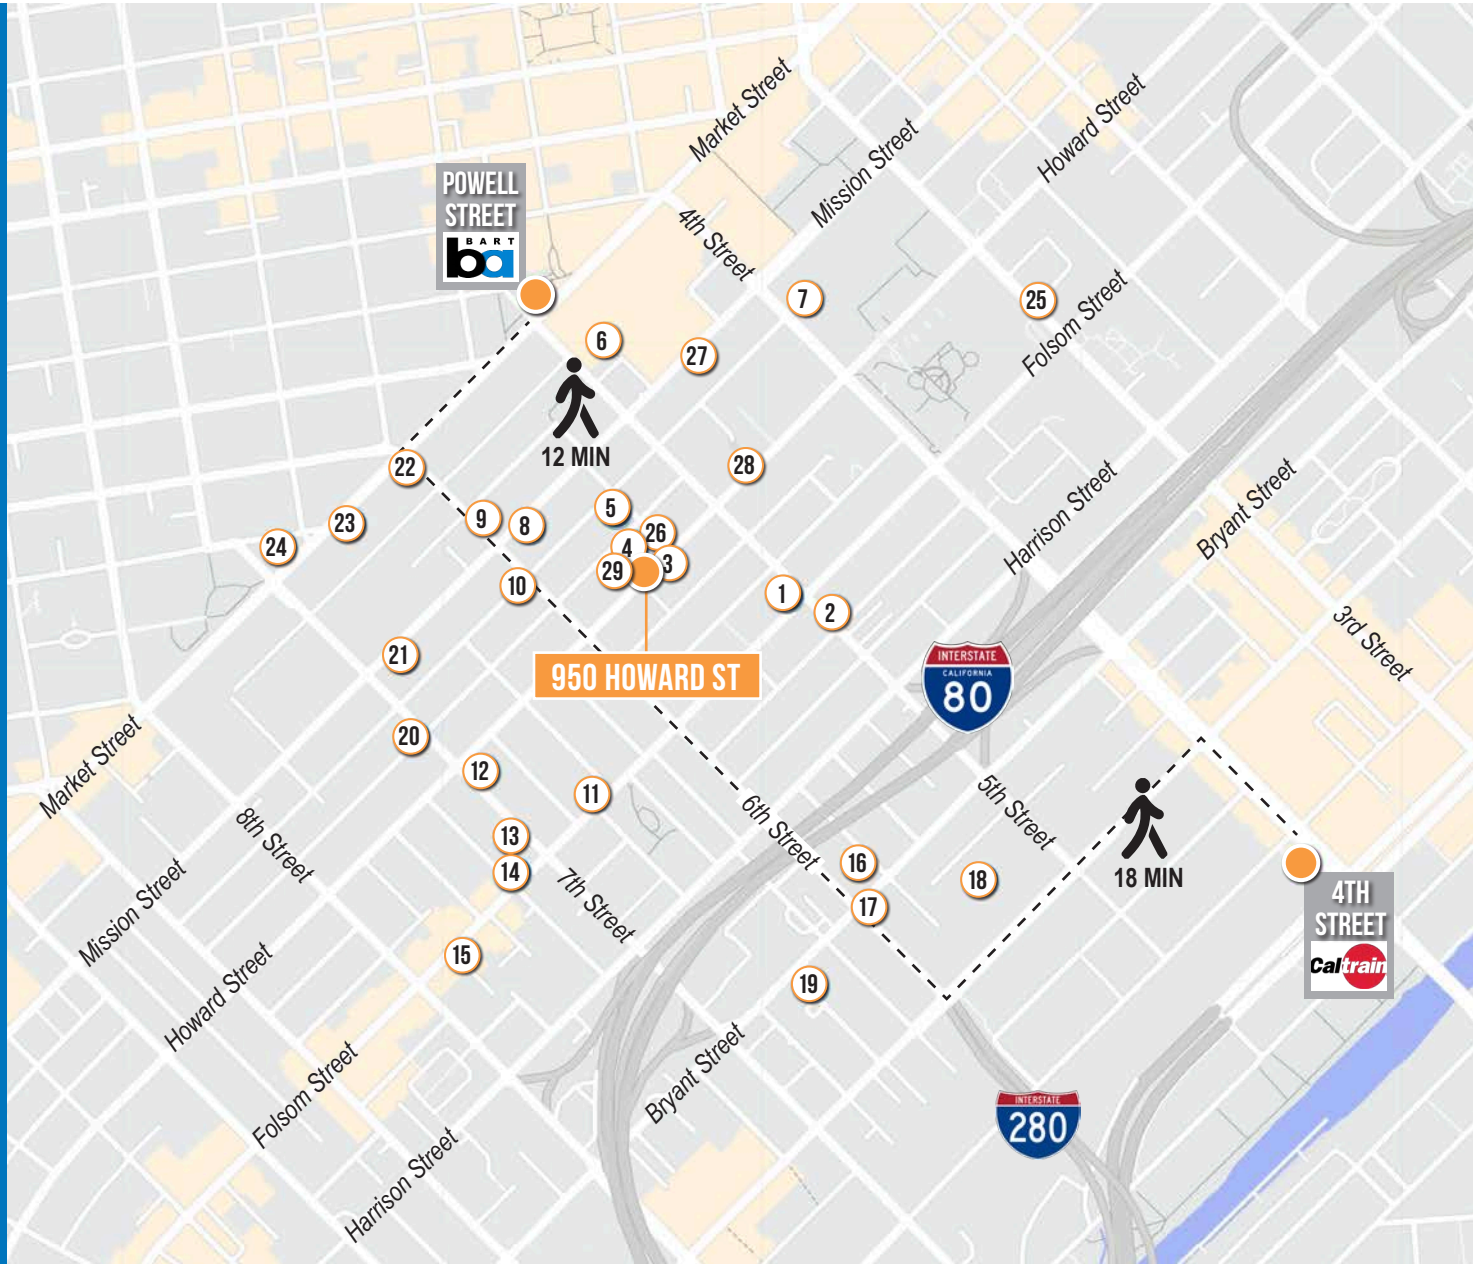 Market Street
Mission Street
Howard Street
POWELL
STREET
BART
ba
4th Street
7
25
Folsom Street
6
27
12 MIN
22
28
Harrison Street
Bryant Street
5
9
8
26
23
4
24
3
29
10
1
2
3rd Street
21
INTERSTATE
CALIFORNIA
80
950 HOWARD ST
20
Market Street
12
11
5th Street
6th Street
8th Street
13
16
14
18
18 MIN
17
7th Street
4TH
STREET
Caltrain
Mission Street
15
19
Howard Street
Bryant Street
Folsom Street
INTERSTATE
280
Harrison Street